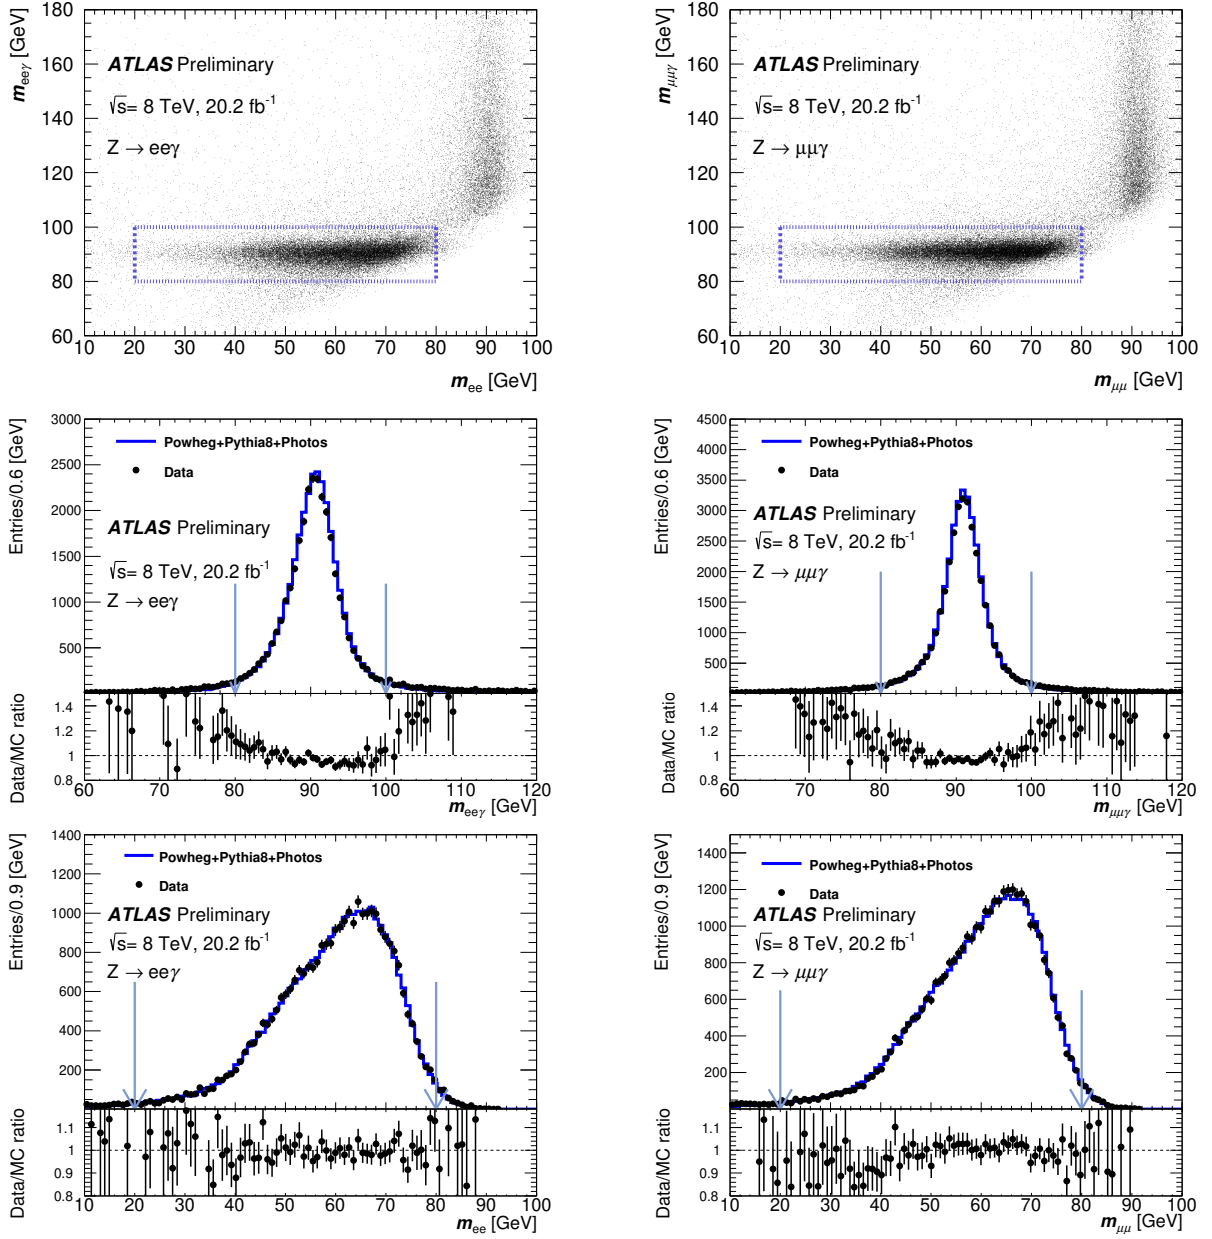 m_eeγ [GeV]
180
160
140
120
100
80
60
ATLAS Preliminary
√s= 8 TeV, 20.2 fb⁻¹
Z → eeγ
10 20 30 40 50 60 70 80 90 100
m_ee [GeV]
m_μμγ [GeV]
180
160
140
120
100
80
60
ATLAS Preliminary
√s= 8 TeV, 20.2 fb⁻¹
Z → μμγ
10 20 30 40 50 60 70 80 90 100
m_μμ [GeV]
Entries/0.6 [GeV]
3000
2500
2000
1500
1000
500
Powheg+Pythia8+Photos
Data
ATLAS Preliminary
√s= 8 TeV, 20.2 fb⁻¹
Z → eeγ
Data/MC ratio
1.4
1.2
1
0.8
60 70 80 90 100 110 120
m_eeγ [GeV]
Entries/0.6 [GeV]
4500
4000
3500
3000
2500
2000
1500
1000
500
Powheg+Pythia8+Photos
Data
ATLAS Preliminary
√s= 8 TeV, 20.2 fb⁻¹
Z → μμγ
Data/MC ratio
1.4
1.2
1
0.8
60 70 80 90 100 110 120
m_μμγ [GeV]
Entries/0.9 [GeV]
1400
1200
1000
800
600
400
200
Powheg+Pythia8+Photos
Data
ATLAS Preliminary
√s= 8 TeV, 20.2 fb⁻¹
Z → eeγ
Data/MC ratio
1.1
1
0.9
0.8
10 20 30 40 50 60 70 80 90 100
m_ee [GeV]
Entries/0.9 [GeV]
1400
1200
1000
800
600
400
200
Powheg+Pythia8+Photos
Data
ATLAS Preliminary
√s= 8 TeV, 20.2 fb⁻¹
Z → μμγ
Data/MC ratio
1.1
1
0.9
0.8
10 20 30 40 50 60 70 80 90 100
m_μμ [GeV]